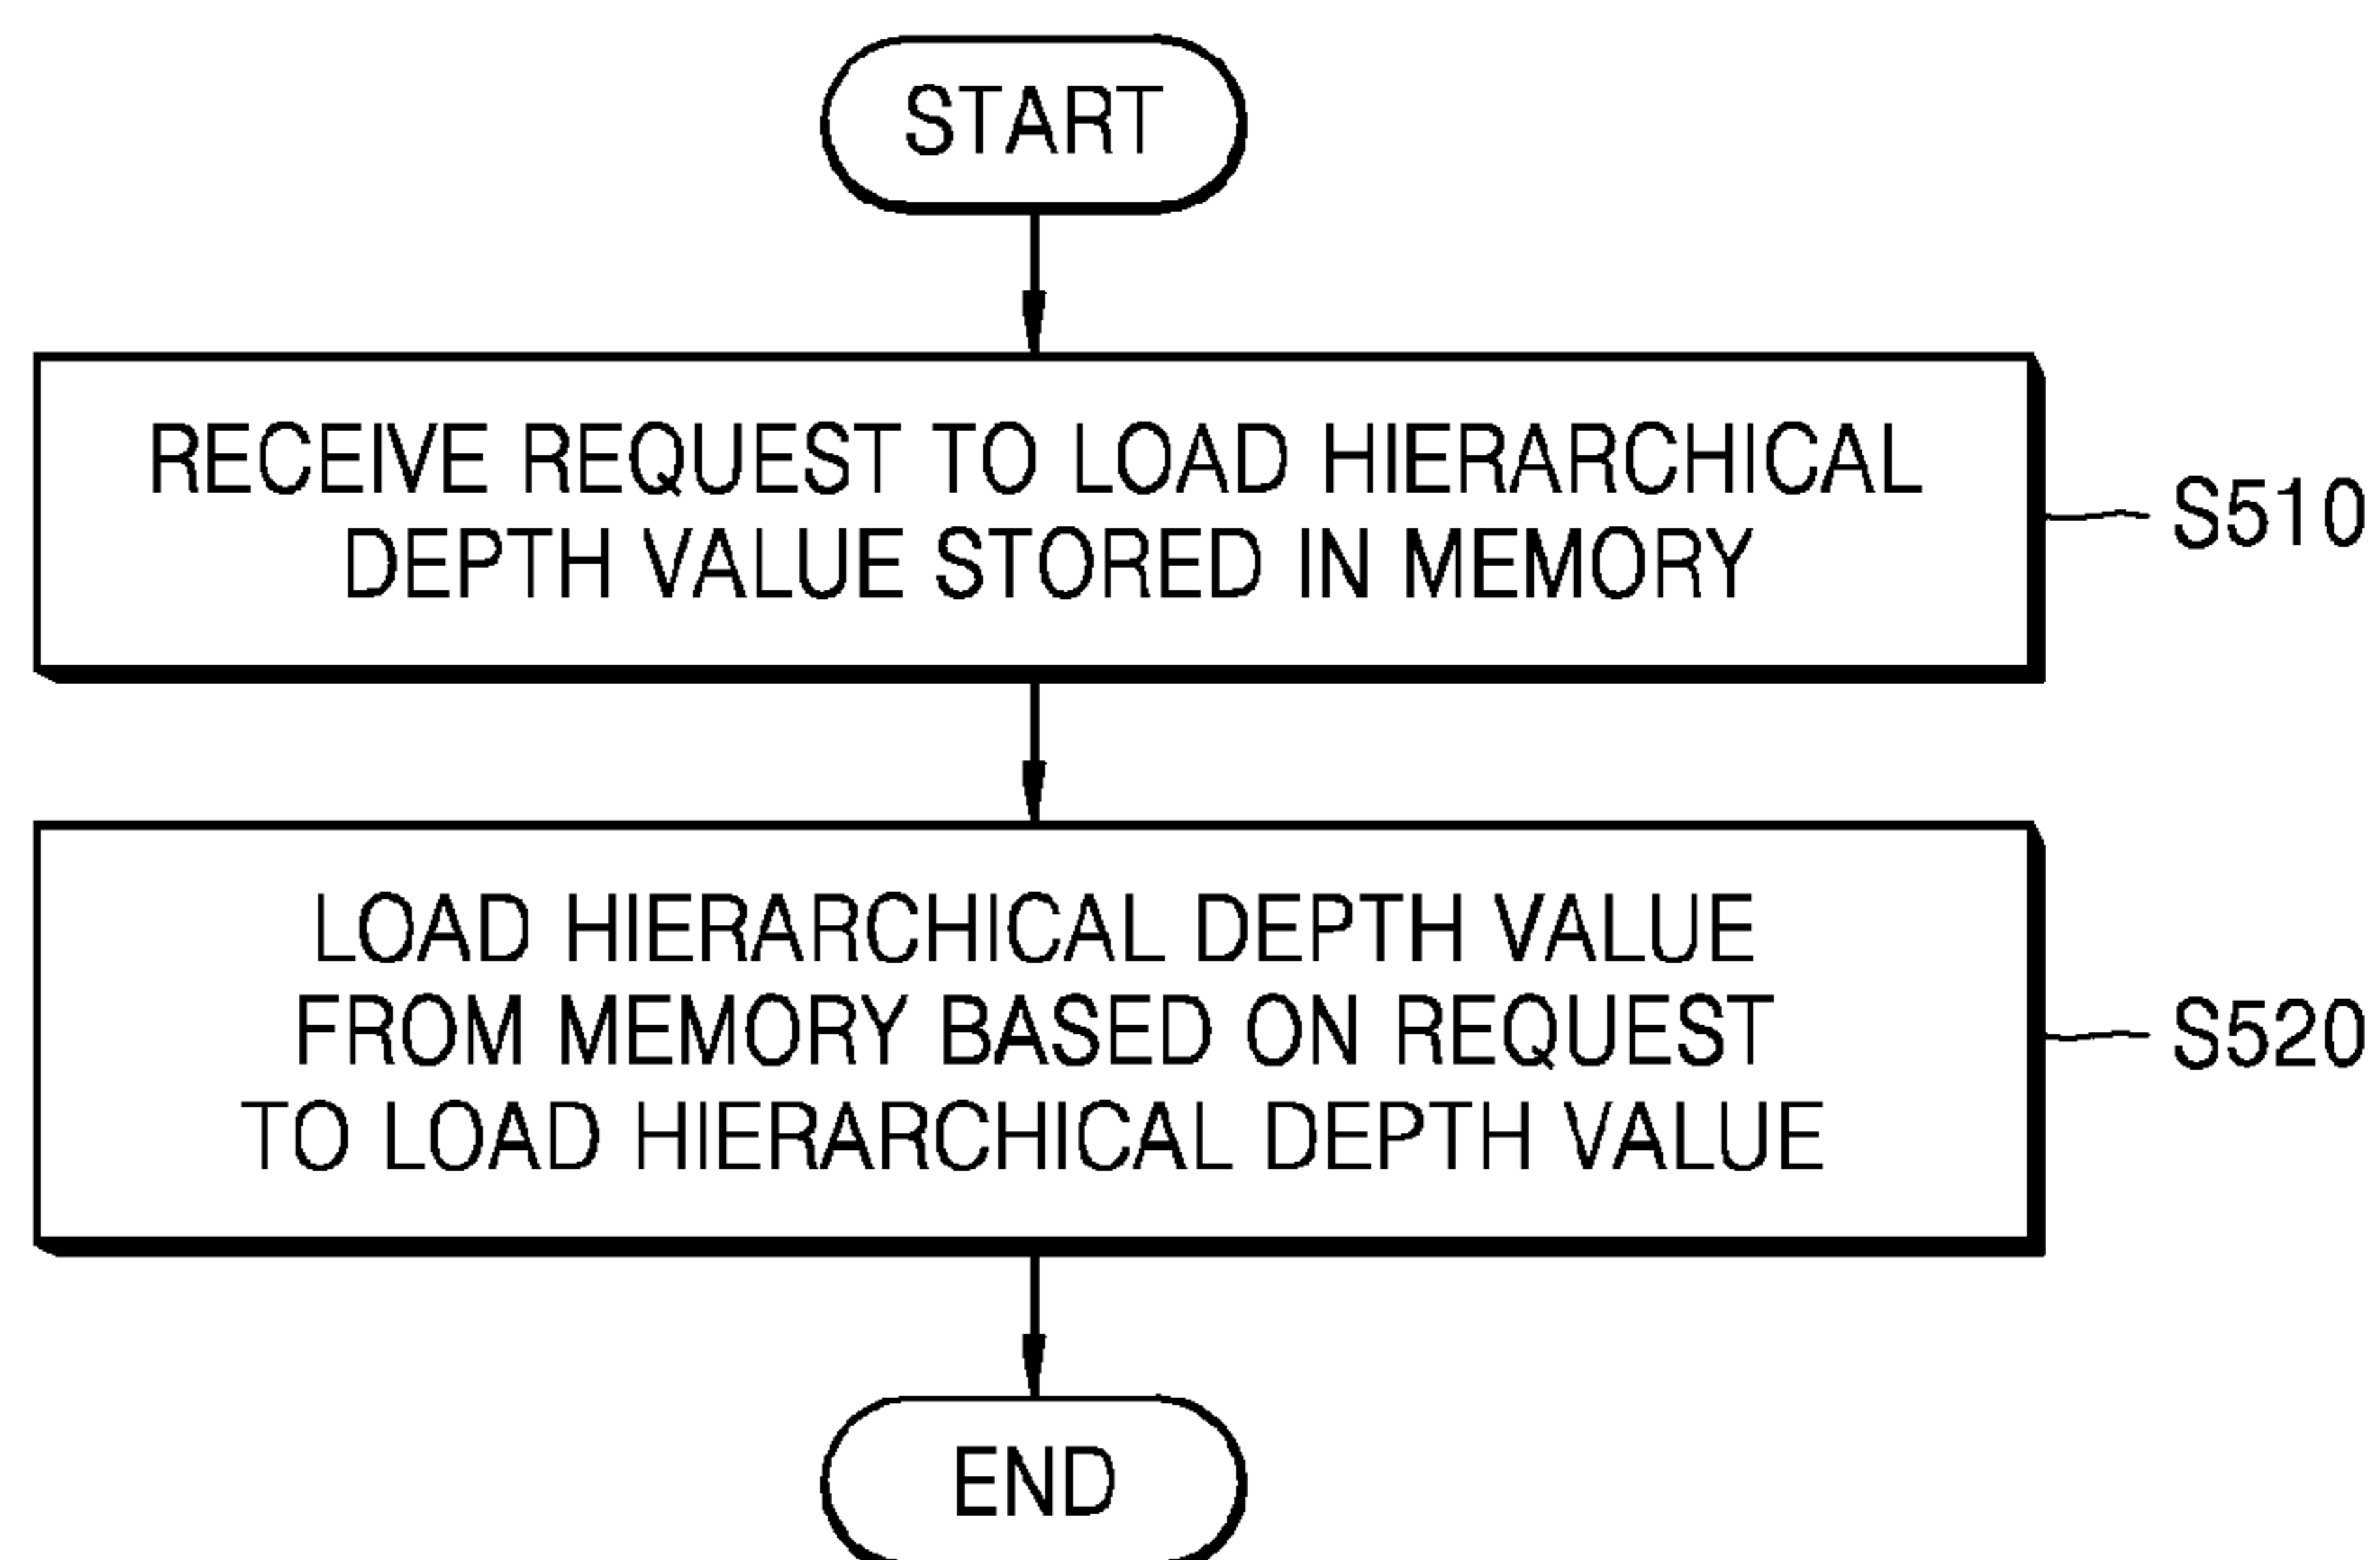 START
RECEIVE REQUEST TO LOAD HIERARCHICAL
DEPTH VALUE STORED IN MEMORY
S510
LOAD HIERARCHICAL DEPTH VALUE
FROM MEMORY BASED ON REQUEST
TO LOAD HIERARCHICAL DEPTH VALUE
S520
END